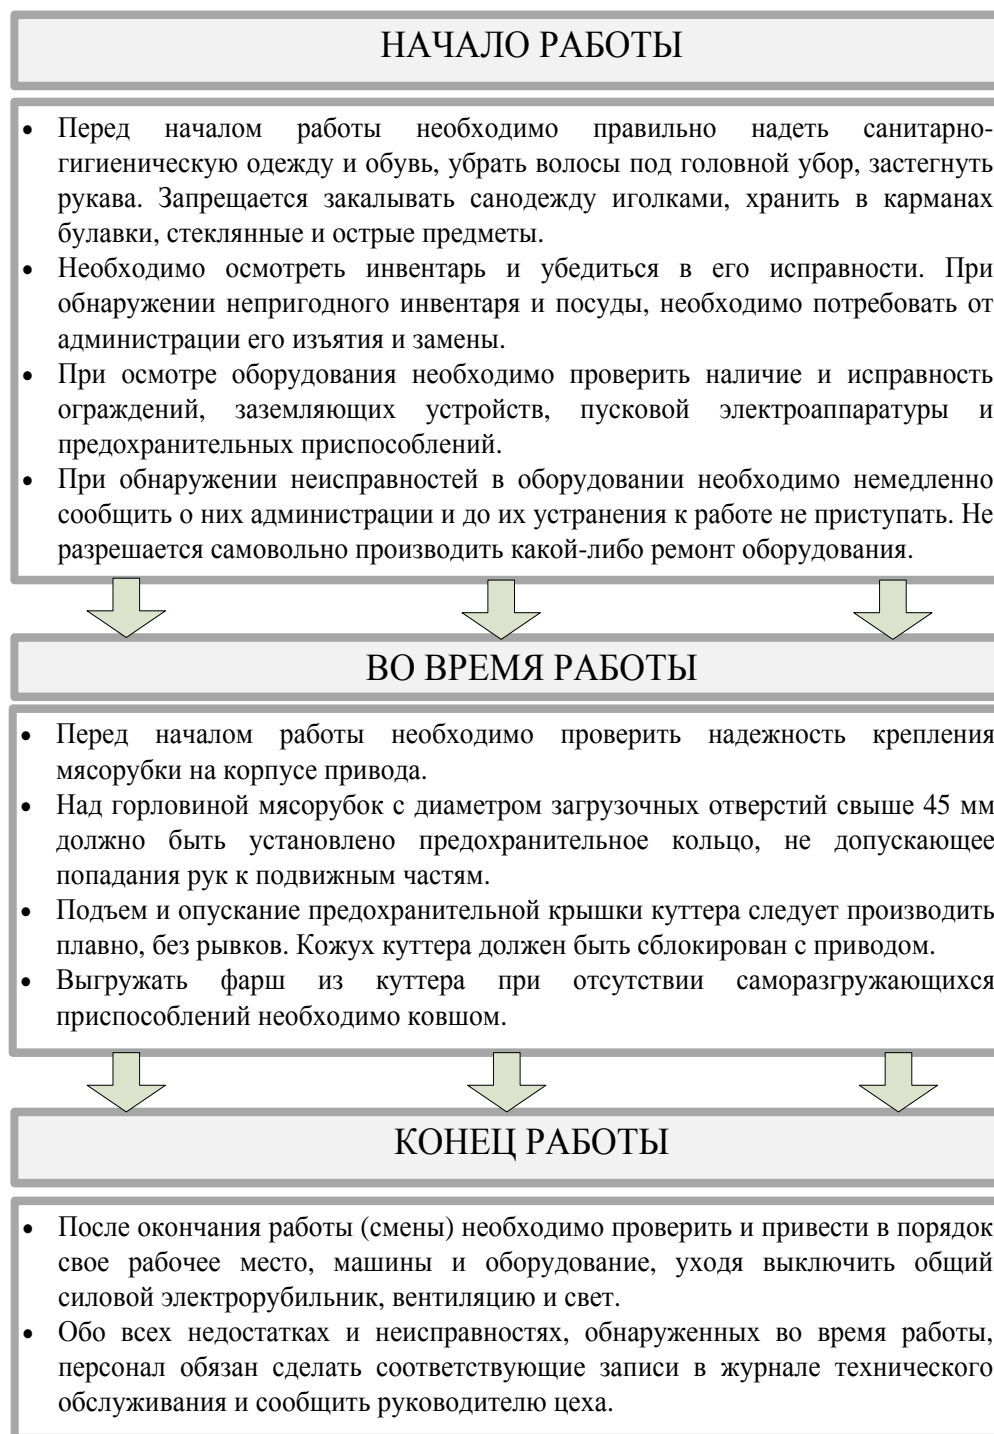 НАЧАЛО РАБОТЫ
• Перед началом работы необходимо правильно надеть санитарно-
гигиеническую одежду и обувь, убрать волосы под головной убор, застегнуть
рукава. Запрещается закалывать санодежду иголками, хранить в карманах
булавки, стеклянные и острые предметы.
• Необходимо осмотреть инвентарь и убедиться в его исправности. При
обнаружении непригодного инвентаря и посуды, необходимо потребовать от
администрации его изъятия и замены.
• При осмотре оборудования необходимо проверить наличие и исправность
ограждений, заземляющих устройств, пусковой электроаппаратуры и
предохранительных приспособлений.
• При обнаружении неисправностей в оборудовании необходимо немедленно
сообщить о них администрации и до их устранения к работе не приступать. Не
разрешается самовольно производить какой-либо ремонт оборудования.
ВО ВРЕМЯ РАБОТЫ
• Перед началом работы необходимо проверить надежность крепления
мясорубки на корпусе привода.
• Над горловиной мясорубок с диаметром загрузочных отверстий свыше 45 мм
должно быть установлено предохранительное кольцо, не допускающее
попадания рук к подвижным частям.
• Подъем и опускание предохранительной крышки куттера следует производить
плавно, без рывков. Кожух куттера должен быть сблокирован с приводом.
• Выгружать фарш из куттера при отсутствии саморазгружающихся
приспособлений необходимо ковшом.
КОНЕЦ РАБОТЫ
• После окончания работы (смены) необходимо проверить и привести в порядок
свое рабочее место, машины и оборудование, уходя выключить общий
силовой электрорубильник, вентиляцию и свет.
• Обо всех недостатках и неисправностях, обнаруженных во время работы,
персонал обязан сделать соответствующие записи в журнале технического
обслуживания и сообщить руководителю цеха.